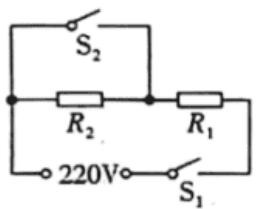 S₂
R₂ R₁
220V S₁